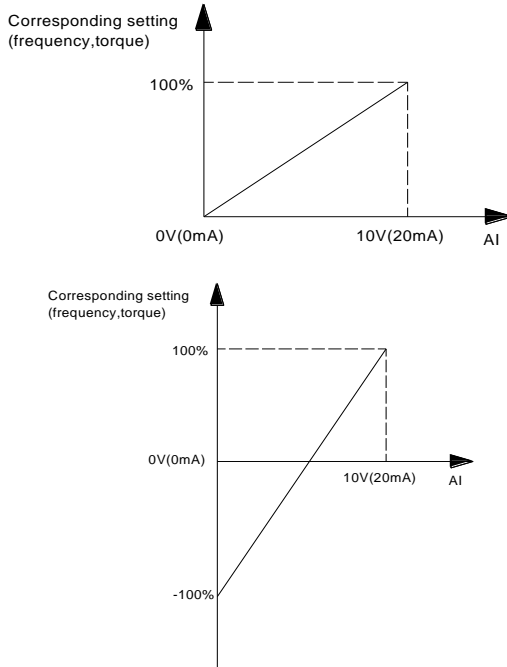 Corresponding setting
(frequency,torque)
100%
0V(0mA)
10V(20mA)
AI
Corresponding setting
(frequency,torque)
100%
0V(0mA)
10V(20mA)
AI
-100%